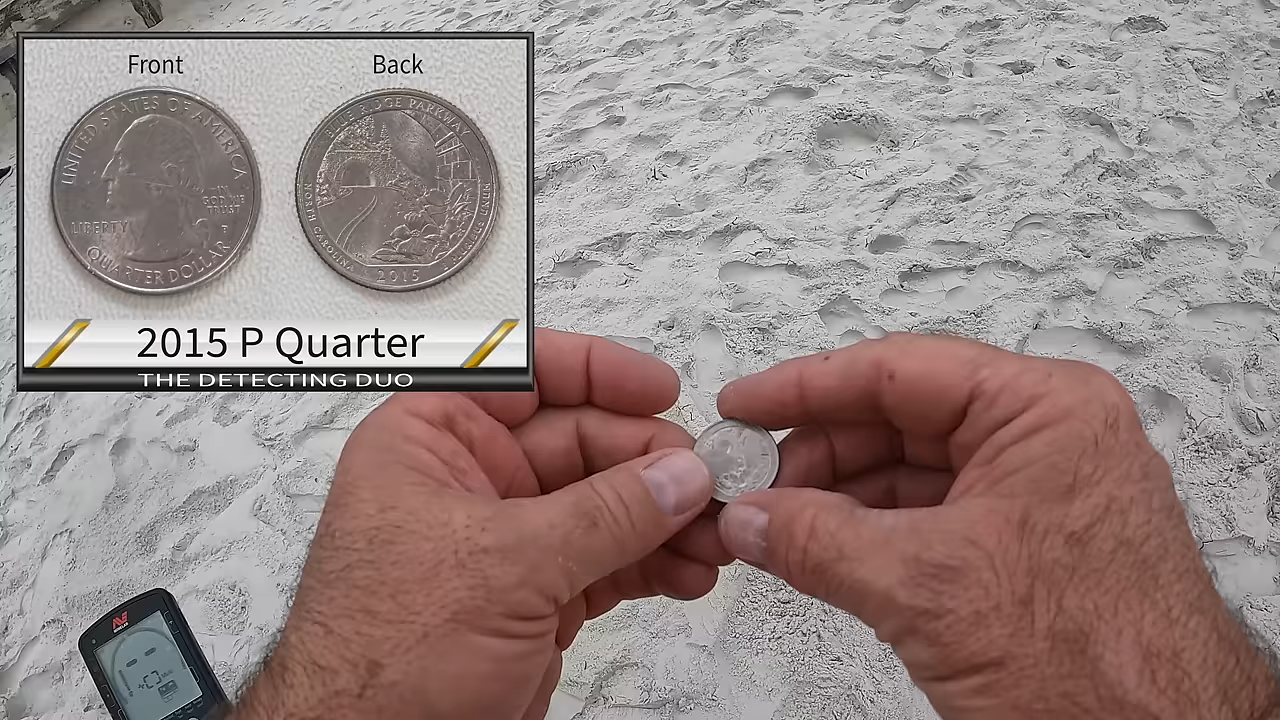 Front
Back
UNITED STATES OF AMERICA
IN
GOD WE
TRUST
LIBERTY
P
QUARTER DOLLAR
BLUE RIDGE PARKWAY
NORTH CAROLINA
2015
2015 P Quarter
THE DETECTING DUO